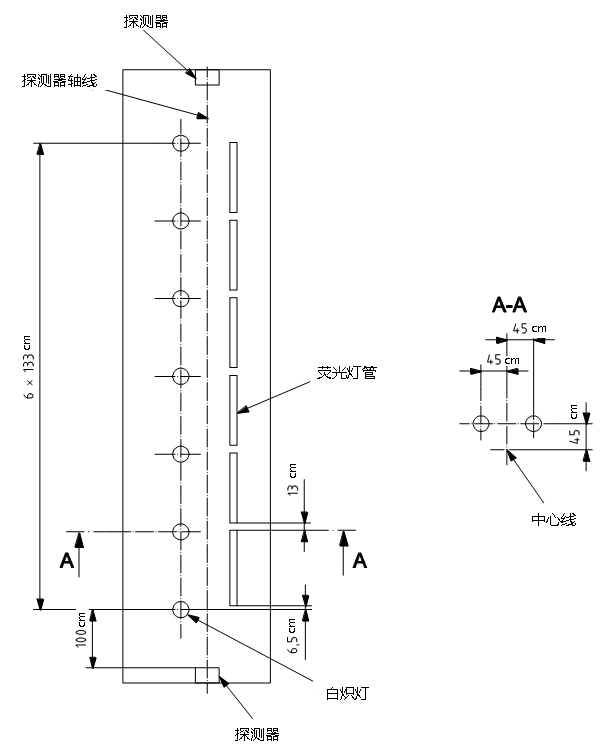 探测器
探测器轴线
A-A
45 cm
45 cm
6 × 133 cm
荧光灯管
45 cm
13 cm
中心线
A
A
100 cm
6,5 cm
白炽灯
探测器